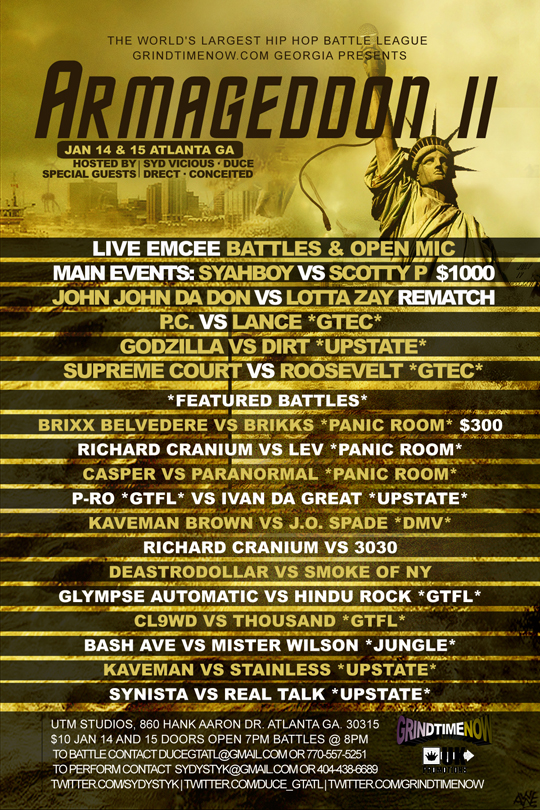 THE WORLD'S LARGEST HIP HOP BATTLE LEAGUE
GRINDTIMENOW.COM GEORGIA PRESENTS
ARMAGEDDON II
JAN 14 & 15 ATLANTA GA
HOSTED BY | SYD VICIOUS · DUCE
SPECIAL GUESTS | DRECT · CONCEITED
LIVE EMCEE BATTLES & OPEN MIC
MAIN EVENTS: SYAHBOY VS SCOTTY P $1000
JOHN JOHN DA DON VS LOTTA ZAY REMATCH
P.C. VS LANCE *GTEC*
GODZILLA VS DIRT *UPSTATE*
SUPREME COURT VS ROOSEVELT *GTEC*
*FEATURED BATTLES*
BRIXX BELVEDERE VS BRIKKS *PANIC ROOM* $300
RICHARD CRANIUM VS LEV *PANIC ROOM*
CASPER VS PARANORMAL *PANIC ROOM*
P-RO *GTFL* VS IVAN DA GREAT *UPSTATE*
KAVEMAN BROWN VS J.O. SPADE *DMV*
RICHARD CRANIUM VS 3030
DEASTRODOLLAR VS SMOKE OF NY
GLYMPSE AUTOMATIC VS HINDU ROCK *GTFL*
CL9WD VS THOUSAND *GTFL*
BASH AVE VS MISTER WILSON *JUNGLE*
KAVEMAN VS STAINLESS *UPSTATE*
SYNISTA VS REAL TALK *UPSTATE*
UTM STUDIOS, 860 HANK AARON DR. ATLANTA GA. 30315
$10 JAN 14 AND 15 DOORS OPEN 7PM BATTLES @ 8PM
TO BATTLE CONTACT DUCEGTATL@GMAIL.COM OR 770-557-5251
TO PERFORM CONTACT SYDYSTYK@GMAIL.COM OR 404-438-6689
TWITTER.COM/SYDYSTYK | TWITTER.COM/DUCE_GTATL | TWITTER.COM/GRINDTIMENOW
GRINDTIMENOW